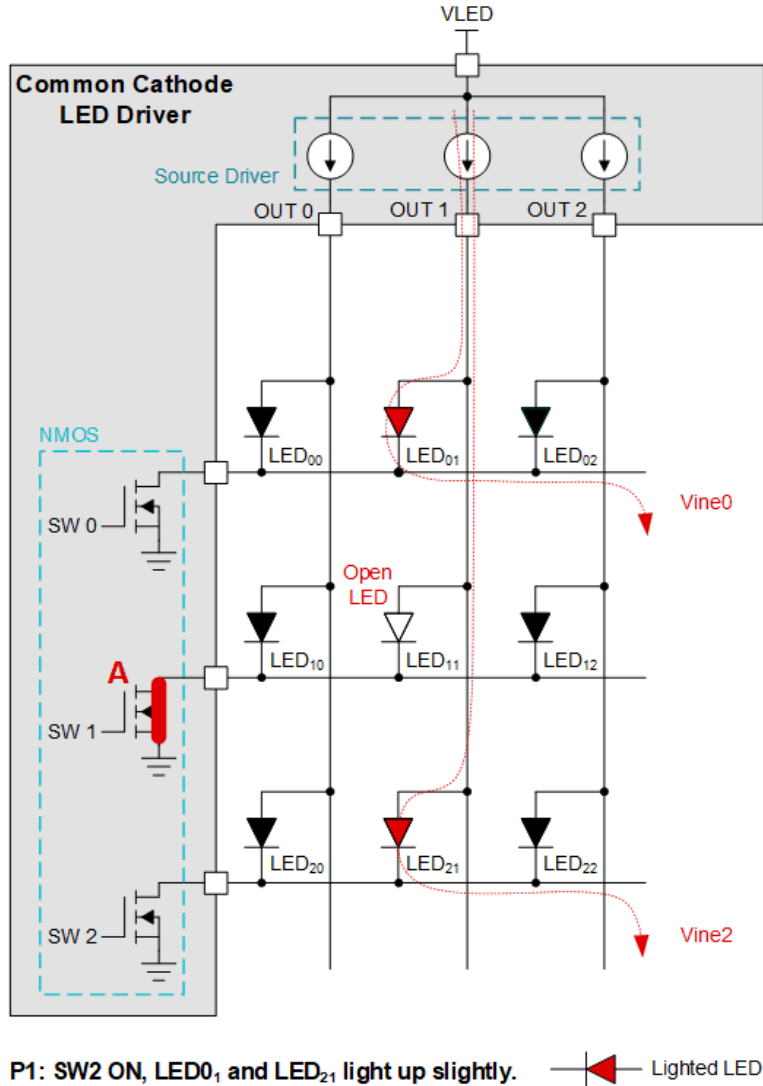 VLED
Common Cathode
LED Driver
Source Driver
OUT 0
OUT 1
OUT 2
NMOS
LED₀₀
LED₀₁
LED₀₂
SW 0
Vine0
Open
LED
A
LED₁₀
LED₁₁
LED₁₂
SW 1
LED₂₀
LED₂₁
LED₂₂
SW 2
Vine2
P1: SW2 ON, LED0₁ and LED₂₁ light up slightly.
Lighted LED